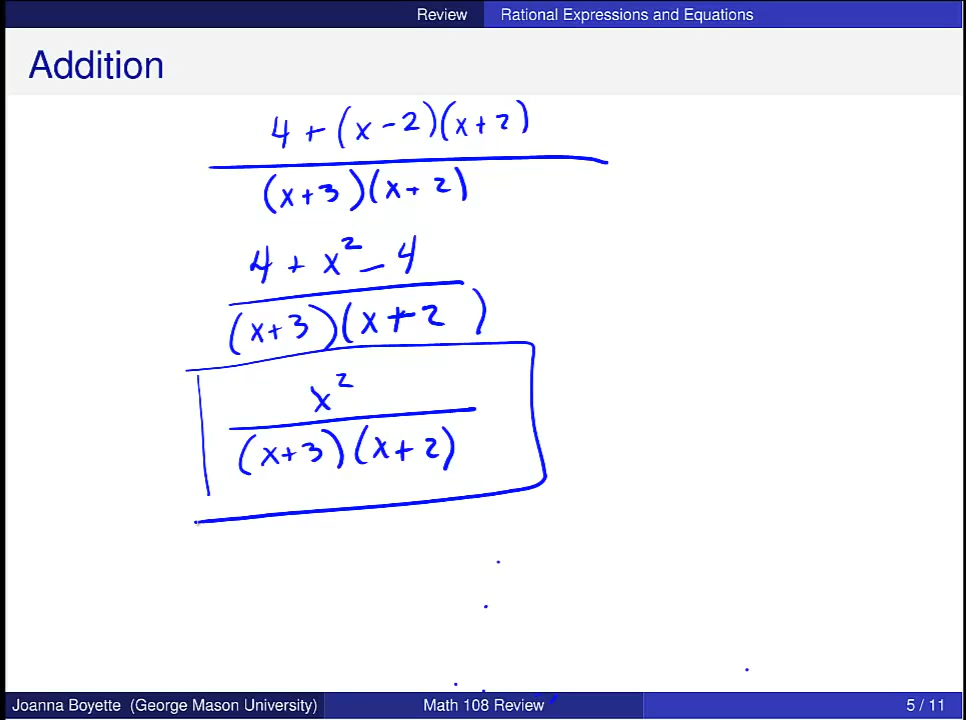 Review Rational Expressions and Equations
Addition
4 + (x - 2)(x + 2)
(x + 3)(x + 2)
4 + x² - 4
(x + 3)(x + 2)
x²
(x + 3)(x + 2)
Joanna Boyette (George Mason University) Math 108 Review 5 / 11